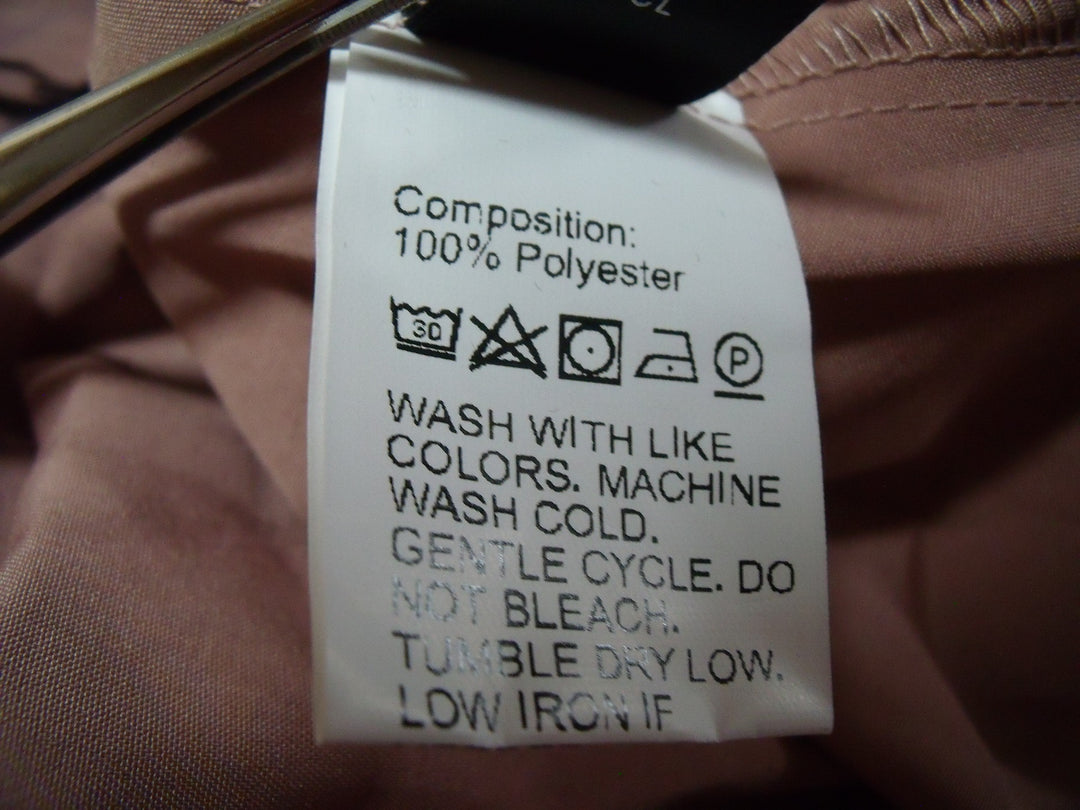 Composition:
100% Polyester
30
P
WASH WITH LIKE
COLORS. MACHINE
WASH COLD.
GENTLE CYCLE. DO
NOT BLEACH.
TUMBLE DRY LOW.
LOW IRON IF